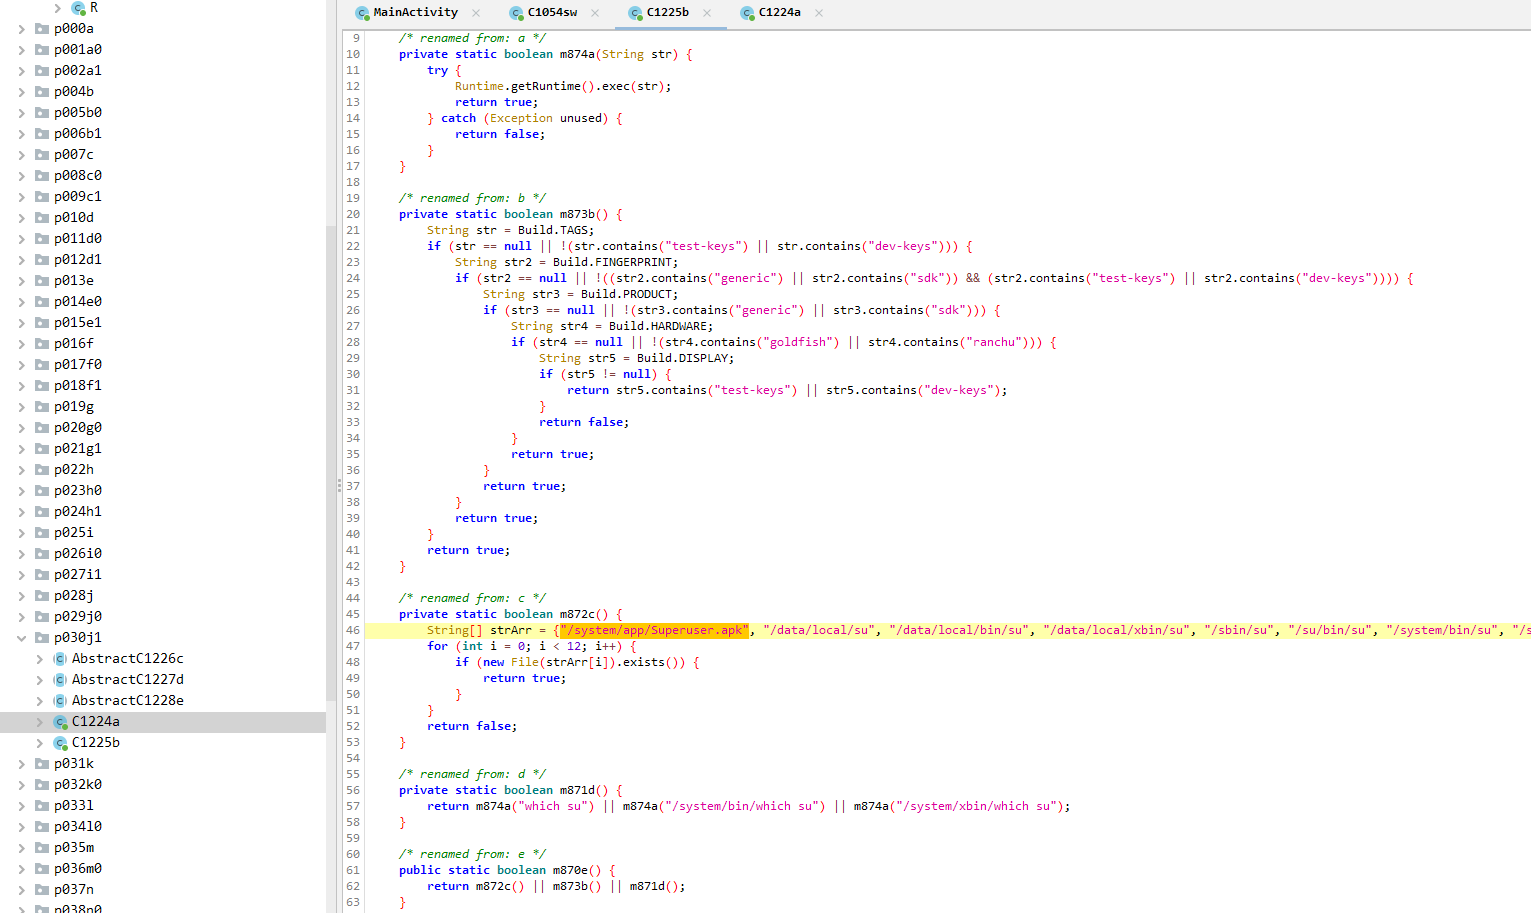 R
p000a
p001a0
p002a1
p004b
p005b0
p006b1
p007c
p008c0
p009c1
p010d
p011d0
p012d1
p013e
p014e0
p015e1
p016f
p017f0
p018f1
p019g
p020g0
p021g1
p022h
p023h0
p024h1
p025i
p026i0
p027i1
p028j
p029j0
p030j1
AbstractC1226c
AbstractC1227d
AbstractC1228e
C1224a
C1225b
p031k
p032k0
p033l
p034l0
p035m
p036m0
p037n
p038n0
MainActivity C1054sw C1225b C1224a
9 /* renamed from: a */
10 private static boolean m874a(String str) {
11 try {
12 Runtime.getRuntime().exec(str);
13 return true;
14 } catch (Exception unused) {
15 return false;
16 }
17 }
18
19 /* renamed from: b */
20 private static boolean m873b() {
21 String str = Build.TAGS;
22 if (str == null || !(str.contains("test-keys") || str.contains("dev-keys"))) {
23 String str2 = Build.FINGERPRINT;
24 if (str2 == null || !((str2.contains("generic") || str2.contains("sdk")) && (str2.contains("test-keys") || str2.contains("dev-keys")))) {
25 String str3 = Build.PRODUCT;
26 if (str3 == null || !(str3.contains("generic") || str3.contains("sdk"))) {
27 String str4 = Build.HARDWARE;
28 if (str4 == null || !(str4.contains("goldfish") || str4.contains("ranchu"))) {
29 String str5 = Build.DISPLAY;
30 if (str5 != null) {
31 return str5.contains("test-keys") || str5.contains("dev-keys");
32 }
33 return false;
34 }
35 return true;
36 }
37 return true;
38 }
39 return true;
40 }
41 return true;
42 }
43
44 /* renamed from: c */
45 private static boolean m872c() {
46 String[] strArr = {"/system/app/Superuser.apk", "/data/local/su", "/data/local/bin/su", "/data/local/xbin/su", "/sbin/su", "/su/bin/su", "/system/bin/su", "/s
47 for (int i = 0; i < 12; i++) {
48 if (new File(strArr[i]).exists()) {
49 return true;
50 }
51 }
52 return false;
53 }
54
55 /* renamed from: d */
56 private static boolean m871d() {
57 return m874a("which su") || m874a("/system/bin/which su") || m874a("/system/xbin/which su");
58 }
59
60 /* renamed from: e */
61 public static boolean m870e() {
62 return m872c() || m873b() || m871d();
63 }